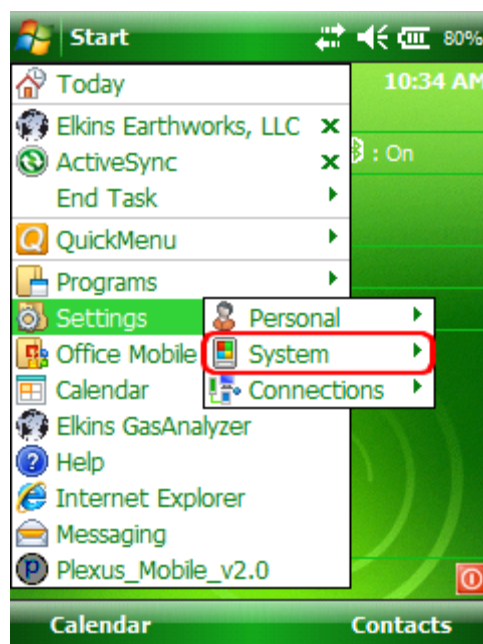 Start 80%
Today
10:34 AM
Elkins Earthworks, LLC
ActiveSync
: On
End Task
QuickMenu
Programs
Settings
Personal
Office Mobile
System
Calendar
Connections
Elkins GasAnalyzer
Help
Internet Explorer
Messaging
Plexus_Mobile_v2.0
Calendar Contacts